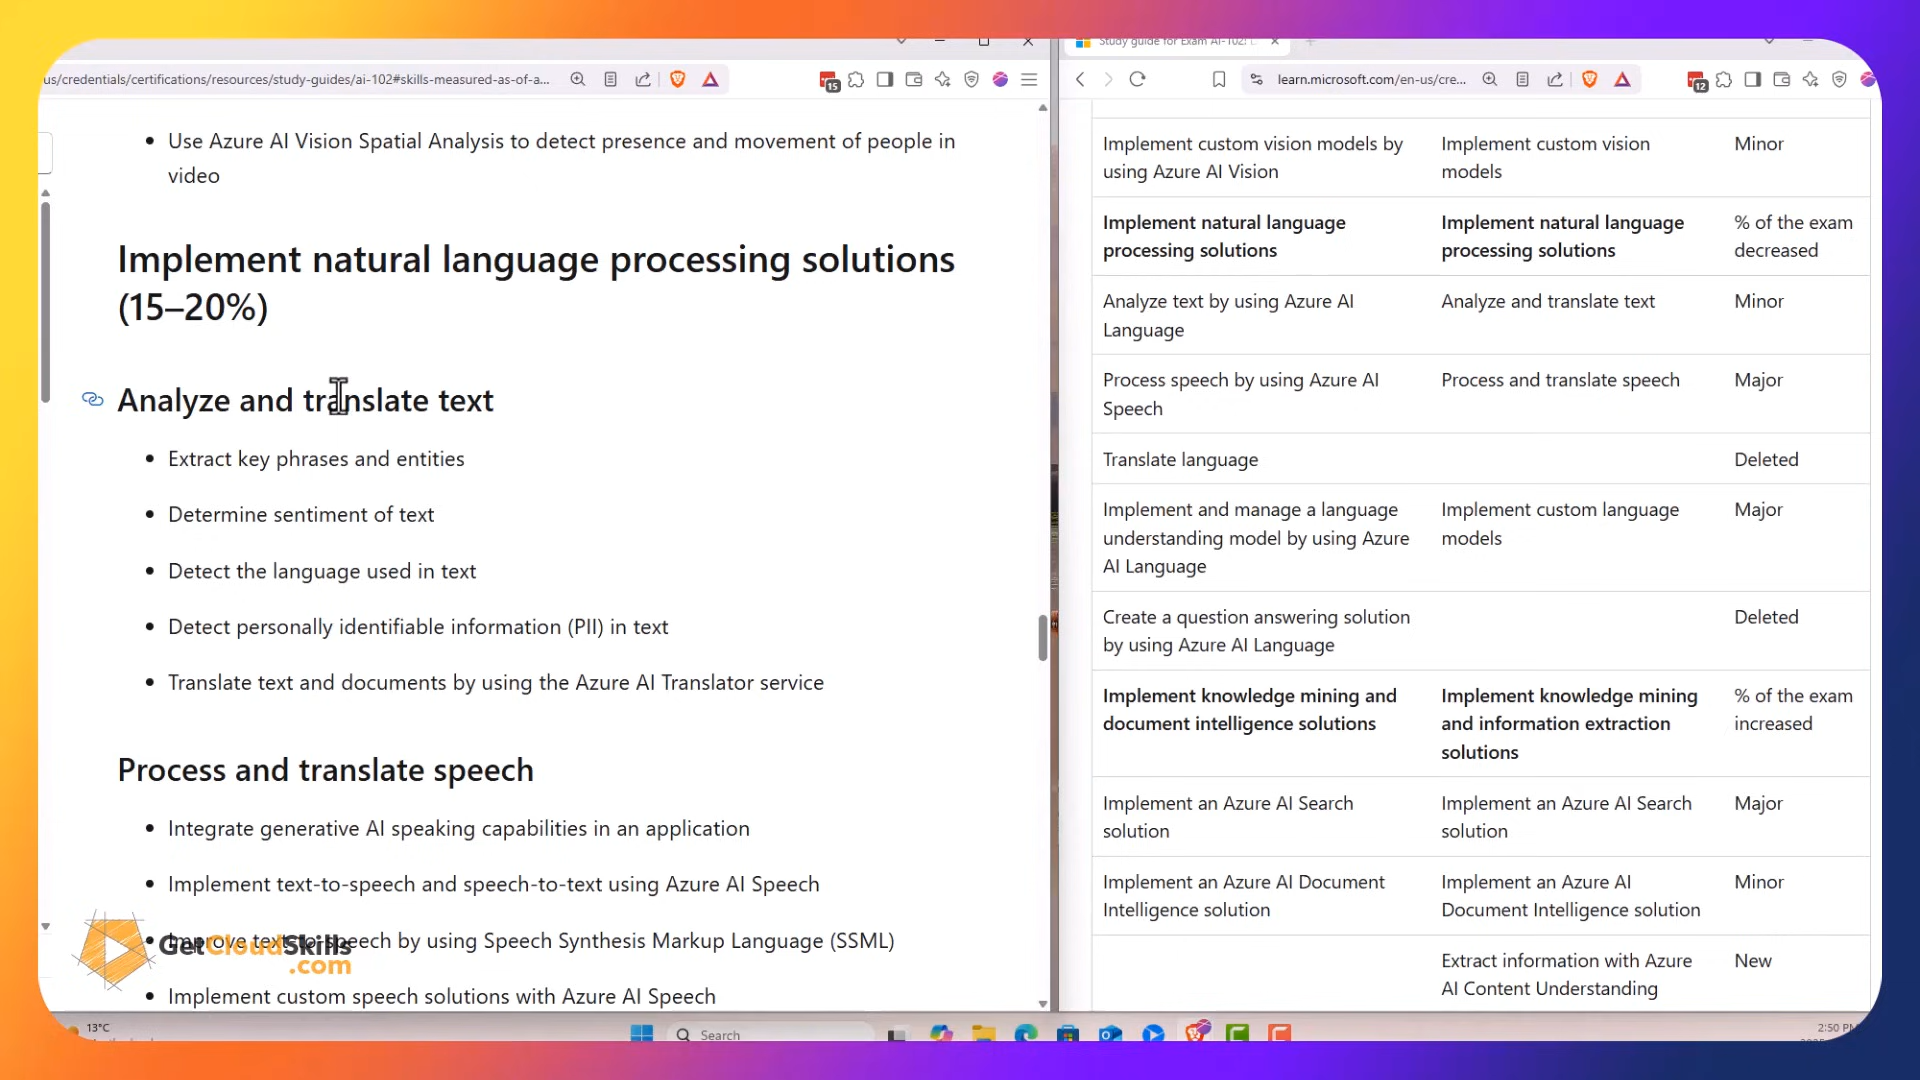 us/credentials/certifications/resources/study-guides/ai-102#skills-measured-as-of-a...
15
Use Azure AI Vision Spatial Analysis to detect presence and movement of people in
video
Implement natural language processing solutions
(15–20%)
Analyze and translate text
Extract key phrases and entities
Determine sentiment of text
Detect the language used in text
Detect personally identifiable information (PII) in text
Translate text and documents by using the Azure AI Translator service
Process and translate speech
Integrate generative AI speaking capabilities in an application
Implement text-to-speech and speech-to-text using Azure AI Speech
Improve text-to-speech by using Speech Synthesis Markup Language (SSML)
Implement custom speech solutions with Azure AI Speech
GetCloudSkills
.com
Study guide for Exam AI-102:
learn.microsoft.com/en-us/cre...
12
Implement custom vision models by
using Azure AI Vision
Implement custom vision
models
Minor
Implement natural language
processing solutions
Implement natural language
processing solutions
% of the exam
decreased
Analyze text by using Azure AI
Language
Analyze and translate text
Minor
Process speech by using Azure AI
Speech
Process and translate speech
Major
Translate language
Deleted
Implement and manage a language
understanding model by using Azure
AI Language
Implement custom language
models
Major
Create a question answering solution
by using Azure AI Language
Deleted
Implement knowledge mining and
document intelligence solutions
Implement knowledge mining
and information extraction
solutions
% of the exam
increased
Implement an Azure AI Search
solution
Implement an Azure AI Search
solution
Major
Implement an Azure AI Document
Intelligence solution
Implement an Azure AI
Document Intelligence solution
Minor
Extract information with Azure
AI Content Understanding
New
13°C
Search
2:50 PM